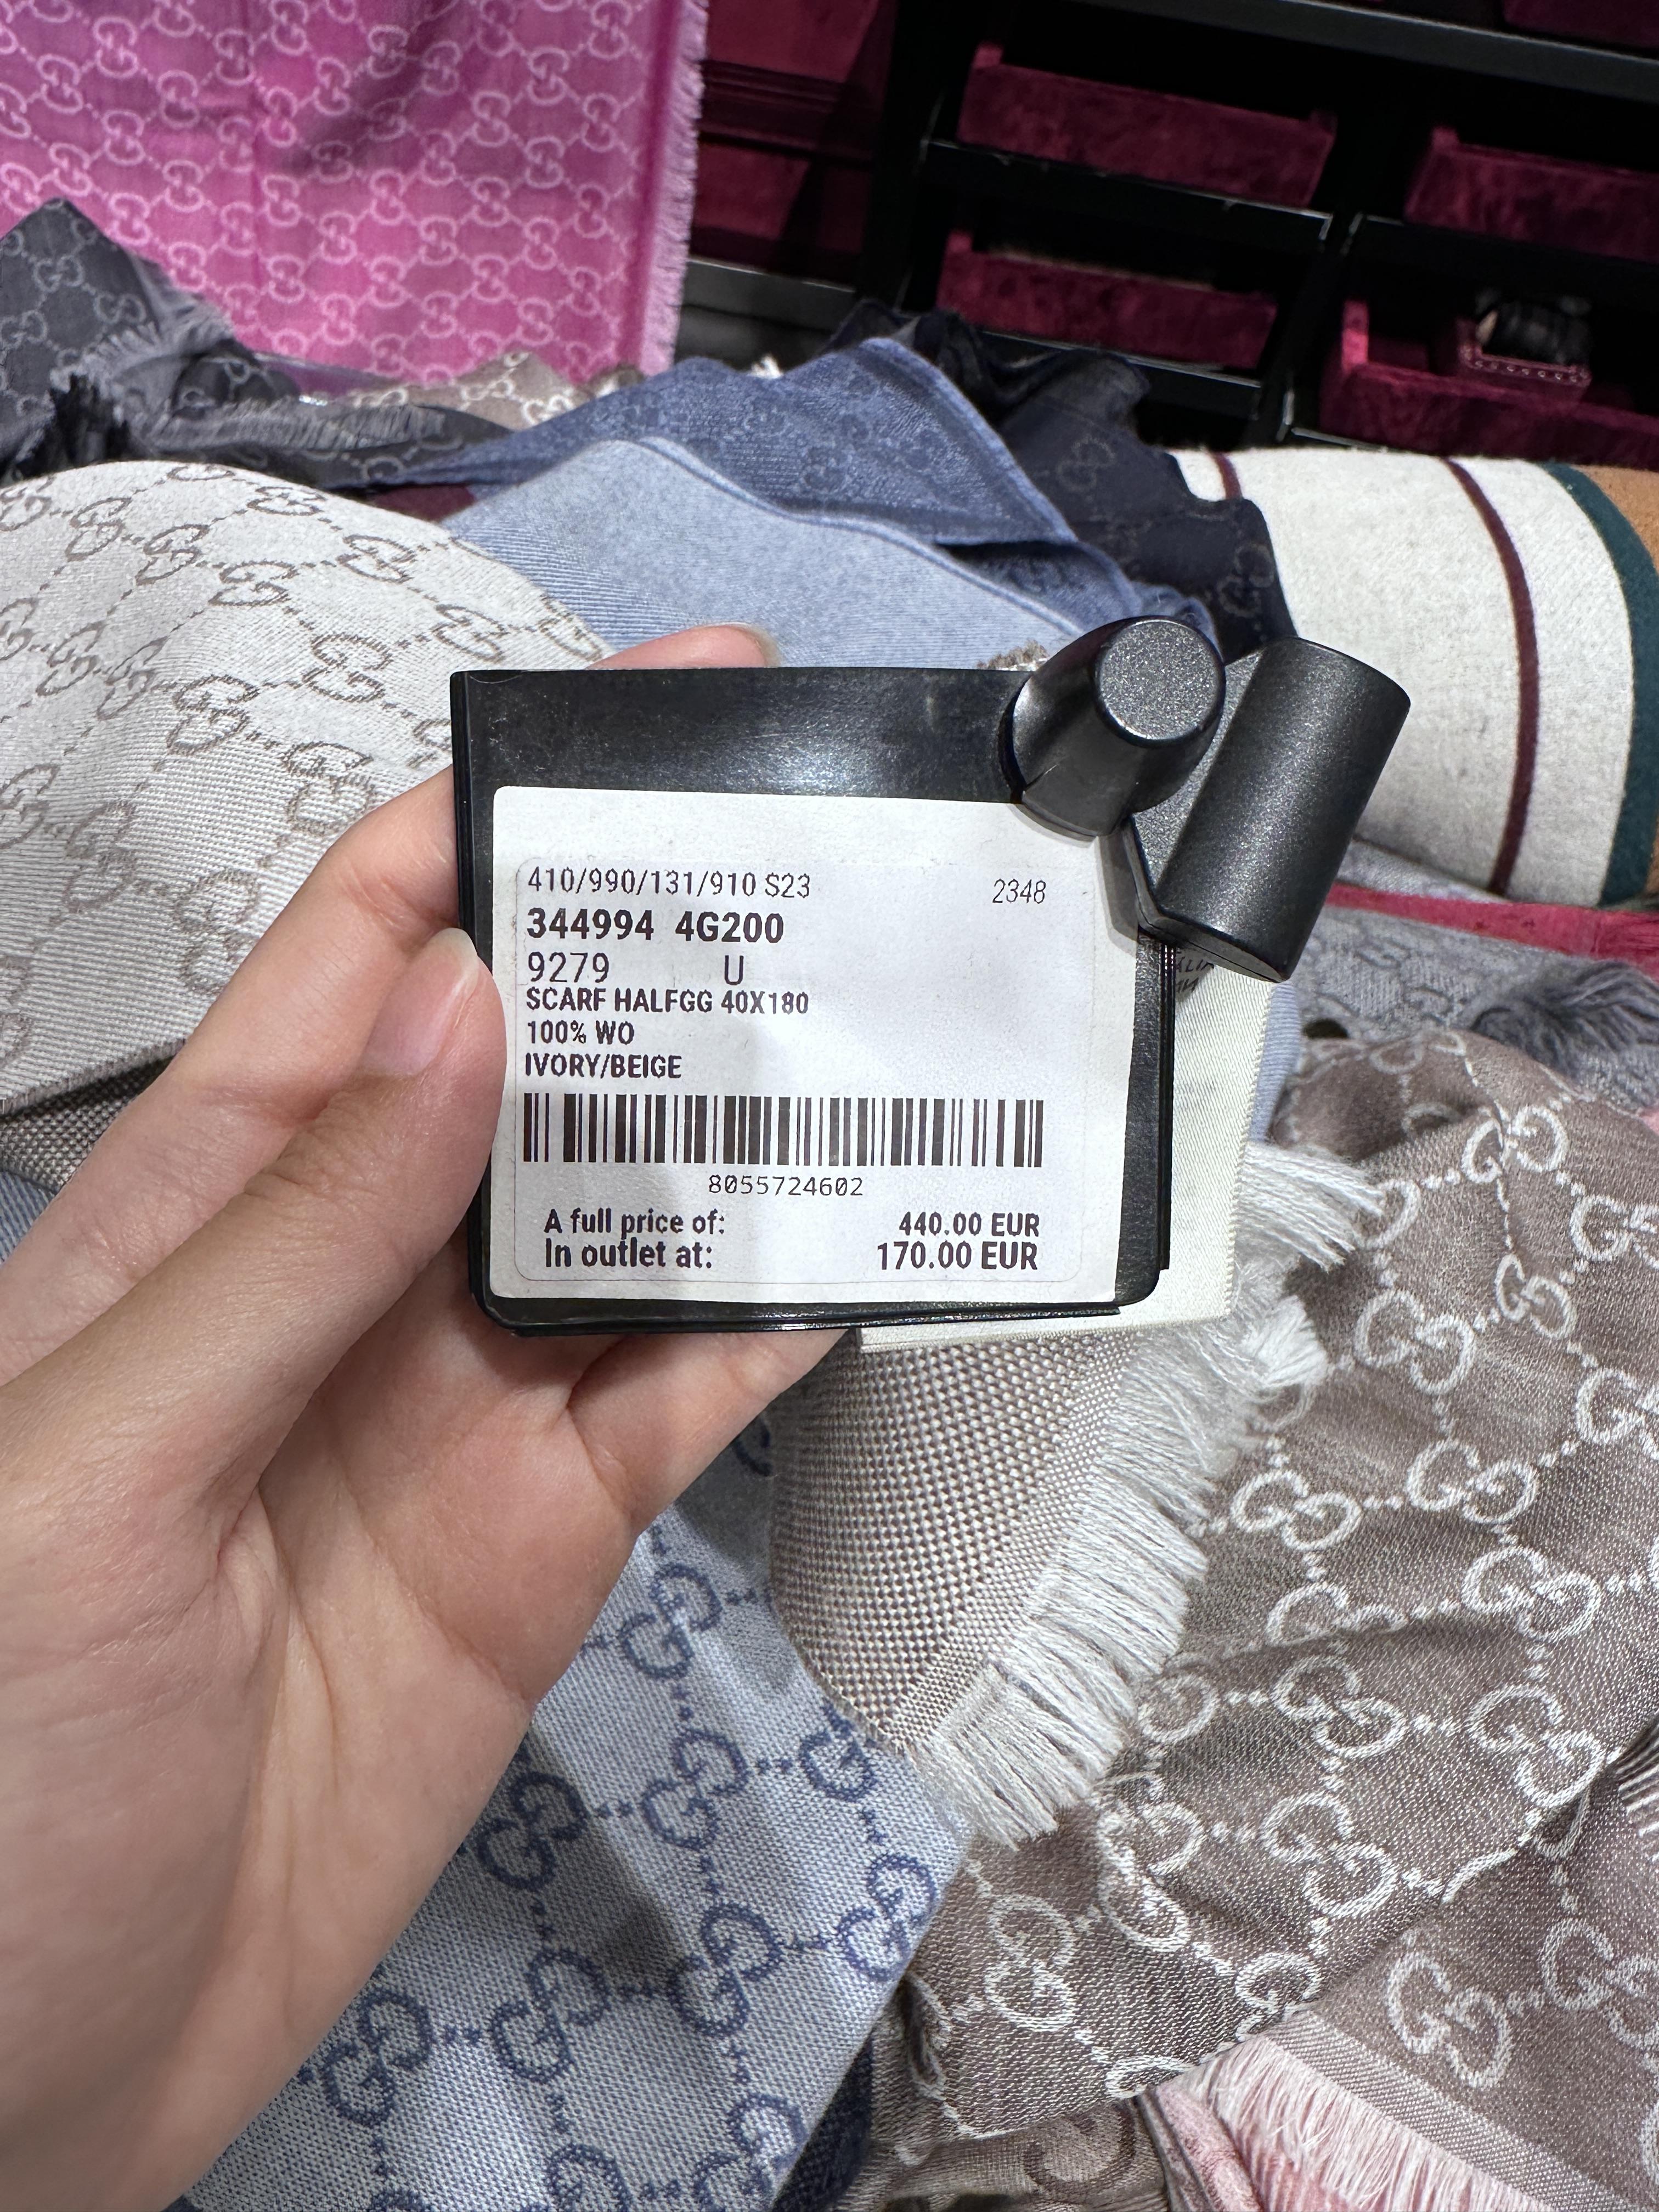 410/990/131/910 S23 2348
344994 4G200
9279 U
SCARF HALFGG 40X180
100% WO
IVORY/BEIGE
8055724602
A full price of: 440.00 EUR
In outlet at: 170.00 EUR